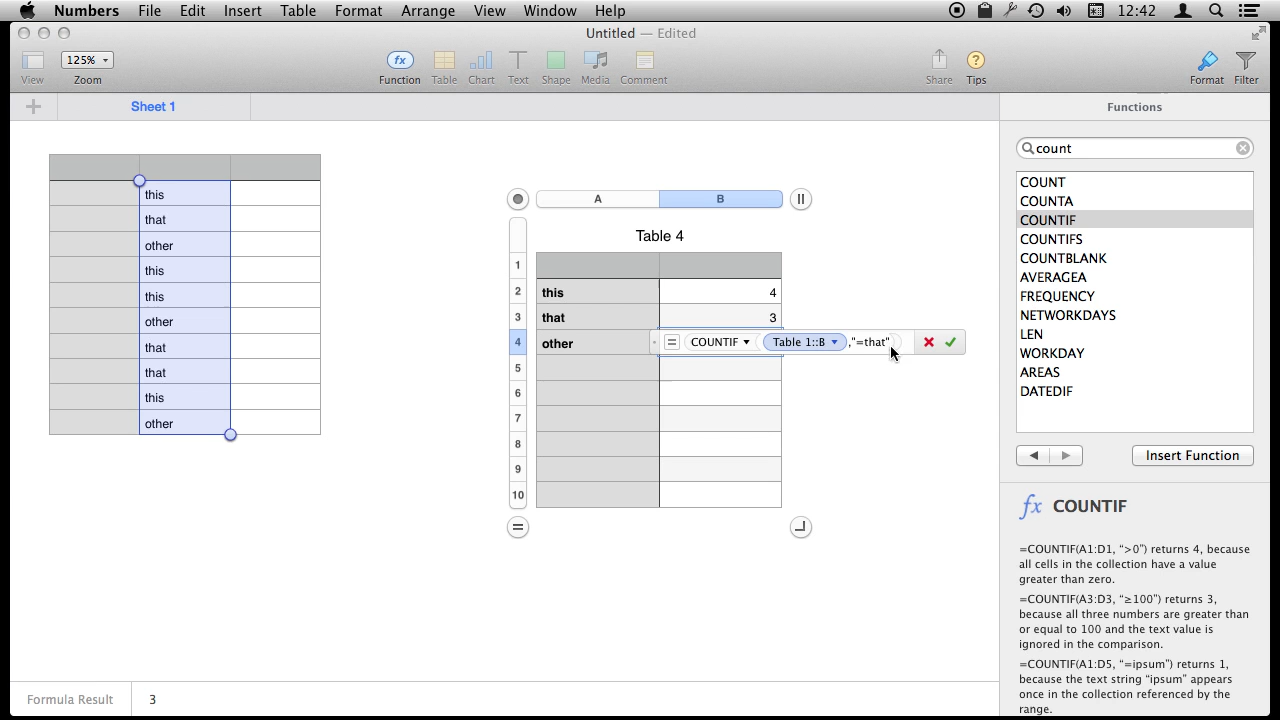 Numbers File Edit Insert Table Format Arrange View Window Help 12:42
Untitled — Edited
125%
View Zoom Function Table Chart Text Shape Media Comment Share Tips Format Filter
Sheet 1
this
that
other
this
this
other
that
that
this
other
A B
Table 4
1
2 this 4
3 that 3
4 other = COUNTIF Table 1::B ,"=that"
5
6
7
8
9
10
=
Formula Result 3
Functions
count
COUNT
COUNTA
COUNTIF
COUNTIFS
COUNTBLANK
AVERAGEA
FREQUENCY
NETWORKDAYS
LEN
WORKDAY
AREAS
DATEDIF
Insert Function
fx COUNTIF
=COUNTIF(A1:D1, “>0”) returns 4, because
all cells in the collection have a value
greater than zero.
=COUNTIF(A3:D3, “≥100”) returns 3,
because all three numbers are greater than
or equal to 100 and the text value is
ignored in the comparison.
=COUNTIF(A1:D5, “=ipsum”) returns 1,
because the text string “ipsum” appears
once in the collection referenced by the
range.